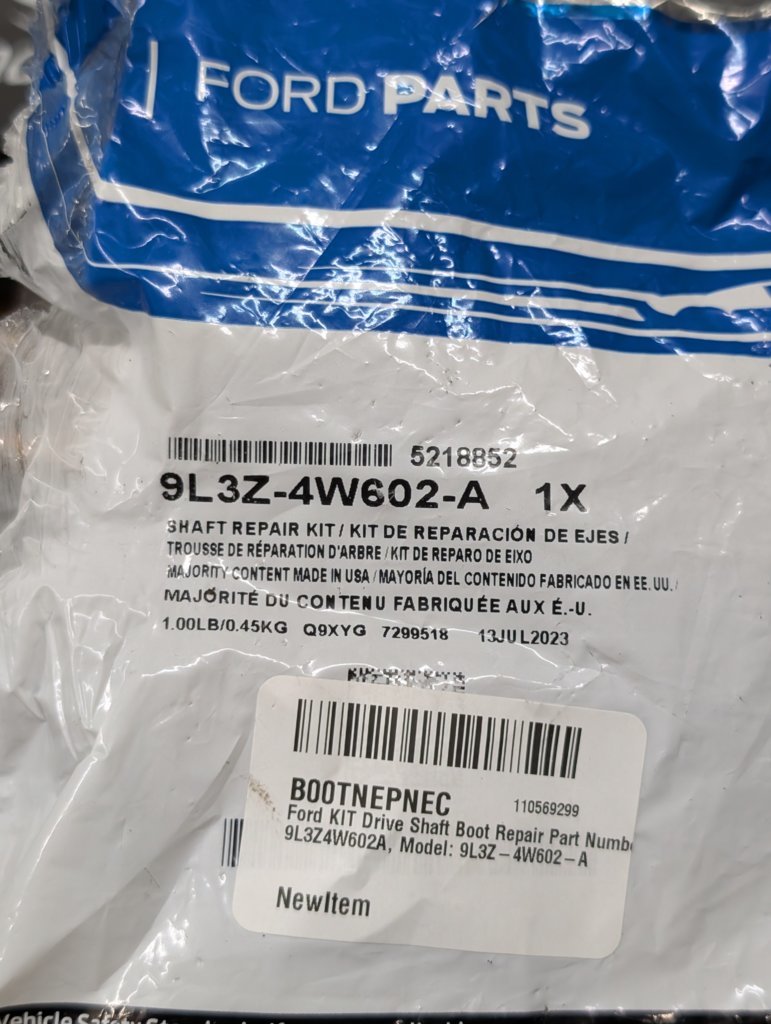 FORD PARTS
5218852
9L3Z-4W602-A 1X
SHAFT REPAIR KIT / KIT DE REPARACIÓN DE EJES /
TROUSSE DE RÉPARATION D'ARBRE / KIT DE REPARO DE EIXO
MAJORITY CONTENT MADE IN USA / MAYORÍA DEL CONTENIDO FABRICADO EN EE. UU. /
MAJORITÉ DU CONTENU FABRIQUÉE AUX É.-U.
1.00LB/0.45KG Q9XYG 7299518 13JUL2023
B00TNEPNEC 110569299
Ford KIT Drive Shaft Boot Repair Part Numbe
9L3Z4W602A, Model: 9L3Z-4W602-A
NewItem
Vehicle